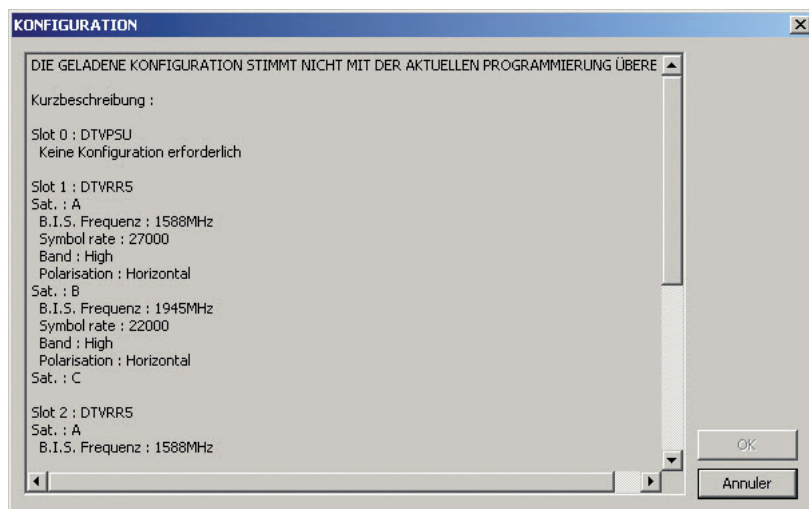 KONFIGURATION
DIE GELADENE KONFIGURATION STIMMT NICHT MIT DER AKTUELLEN PROGRAMMIERUNG ÜBERE
Kurzbeschreibung :
Slot 0 : DTVPSU
Keine Konfiguration erforderlich
Slot 1 : DTVRR5
Sat. : A
B.I.S. Frequenz : 1588MHz
Symbol rate : 27000
Band : High
Polarisation : Horizontal
Sat. : B
B.I.S. Frequenz : 1945MHz
Symbol rate : 22000
Band : High
Polarisation : Horizontal
Sat. : C
Slot 2 : DTVRR5
Sat. : A
B.I.S. Frequenz : 1588MHz
OK
Annuler